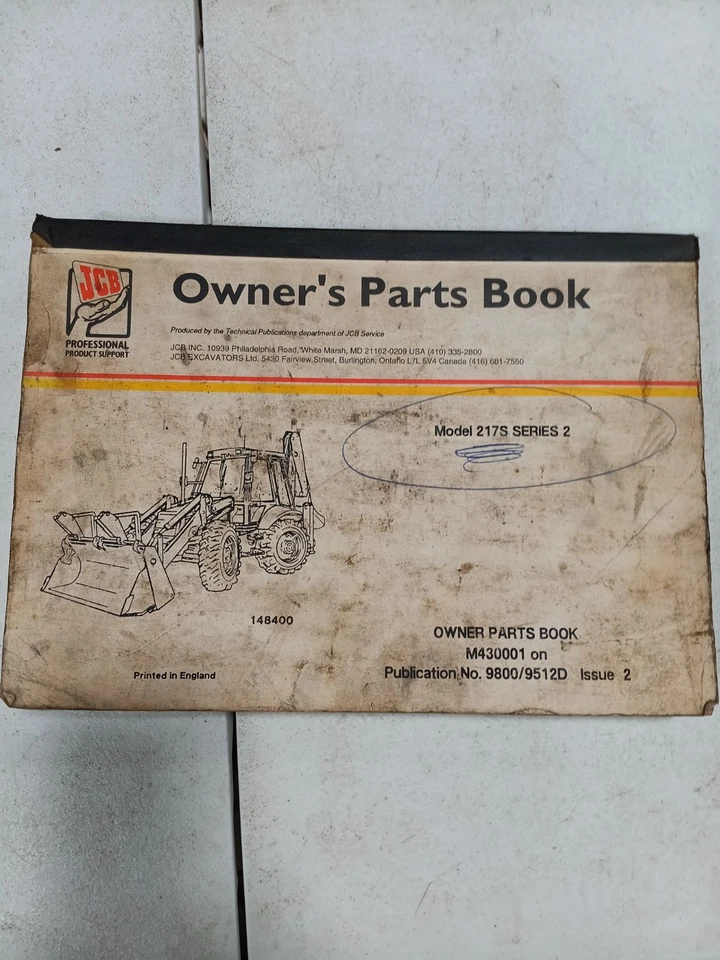 JCB
PROFESSIONAL
PRODUCT SUPPORT
Owner's Parts Book
Produced by the Technical Publications department of JCB Service
JCB INC. 10939 Philadelphia Road, White Marsh, MD 21162-0209 USA (410) 335-2800
JCB EXCAVATORS Ltd. 5430 Fairview Street, Burlington, Ontario L7L 5V4 Canada (416) 681-7550
Model 217S SERIES 2
148400
Printed in England
OWNER PARTS BOOK
M430001 on
Publication No. 9800/9512D Issue 2